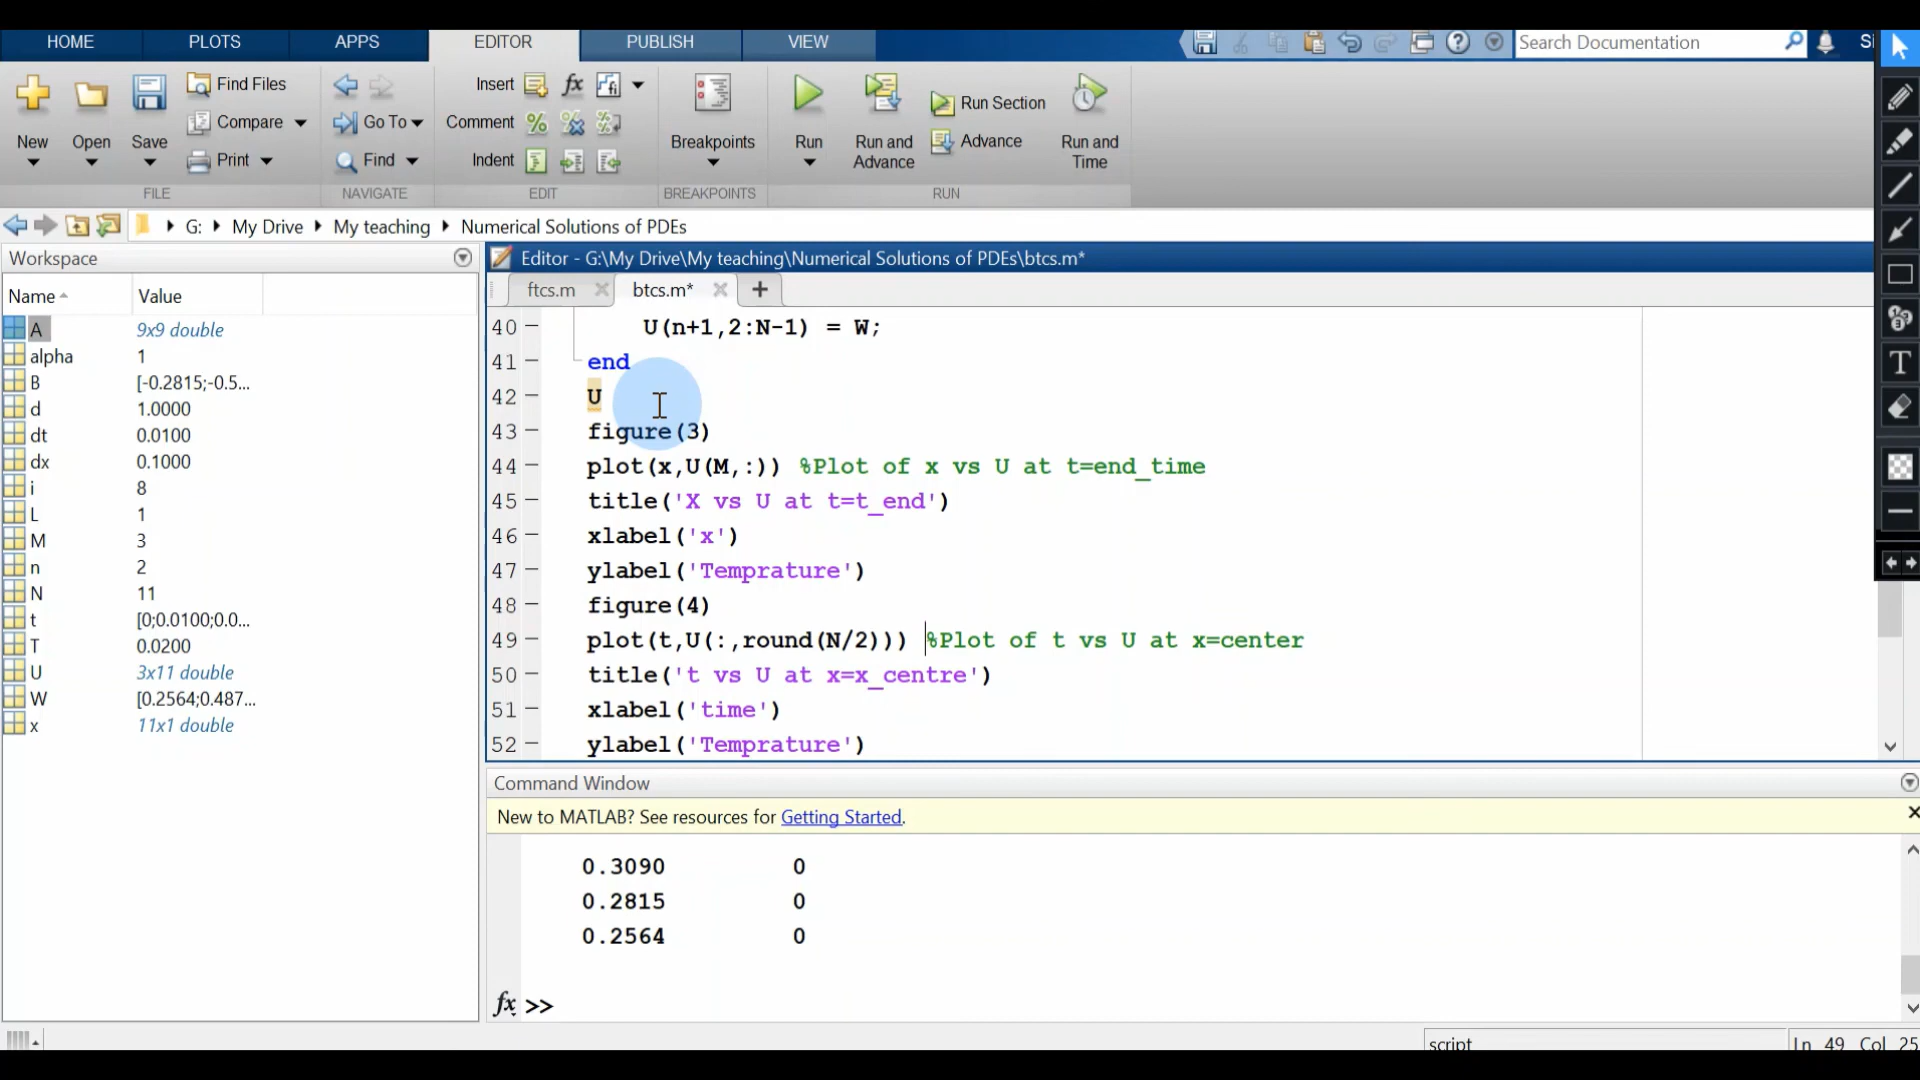 HOME PLOTS APPS EDITOR PUBLISH VIEW Search Documentation Si
New Open Save Find Files Compare Print
FILE
Go To Find
NAVIGATE
Insert fx
Comment
Indent
EDIT
Breakpoints
BREAKPOINTS
Run Run and Advance Run Section Advance Run and Time
RUN
G: My Drive My teaching Numerical Solutions of PDEs
Workspace
Name Value
A 9x9 double
alpha 1
B [-0.2815;-0.5...
d 1.0000
dt 0.0100
dx 0.1000
i 8
L 1
M 3
n 2
N 11
t [0;0.0100;0.0...
T 0.0200
U 3x11 double
W [0.2564;0.487...
x 11x1 double
Editor - G:\My Drive\My teaching\Numerical Solutions of PDEs\btcs.m*
ftcs.m btcs.m*
40 U(n+1,2:N-1) = W;
41 end
42 U
43 figure(3)
44 plot(x,U(M,:)) %Plot of x vs U at t=end_time
45 title('X vs U at t=t_end')
46 xlabel('x')
47 ylabel('Temprature')
48 figure(4)
49 plot(t,U(:,round(N/2))) %Plot of t vs U at x=center
50 title('t vs U at x=x_centre')
51 xlabel('time')
52 ylabel('Temprature')
Command Window
New to MATLAB? See resources for Getting Started.
0.3090 0
0.2815 0
0.2564 0
fx >>
script Ln 49 Col 25